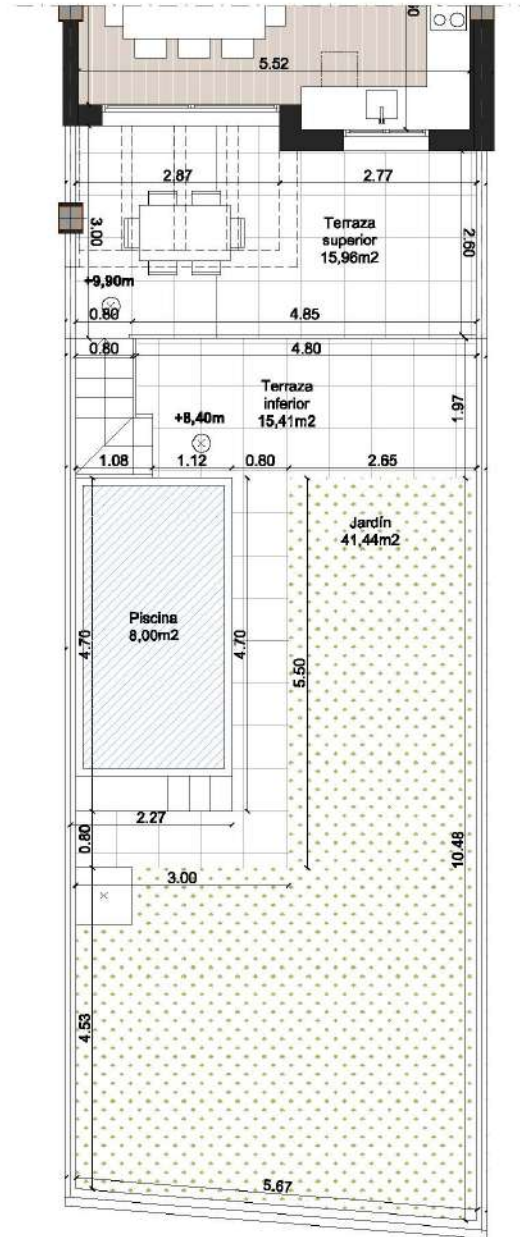 5.52
2.87
2.77
3.00
Terraza
superior
15,96m2
2.60
+9,90m
0.80
4.85
0.80
4.80
Terraza
inferior
15,41m2
1.97
+8,40m
1.08
1.12
0.80
2.65
Jardín
41,44m2
Piscina
8,00m2
4.70
4.70
5.50
2.27
0.80
10.48
3.00
4.53
5.67